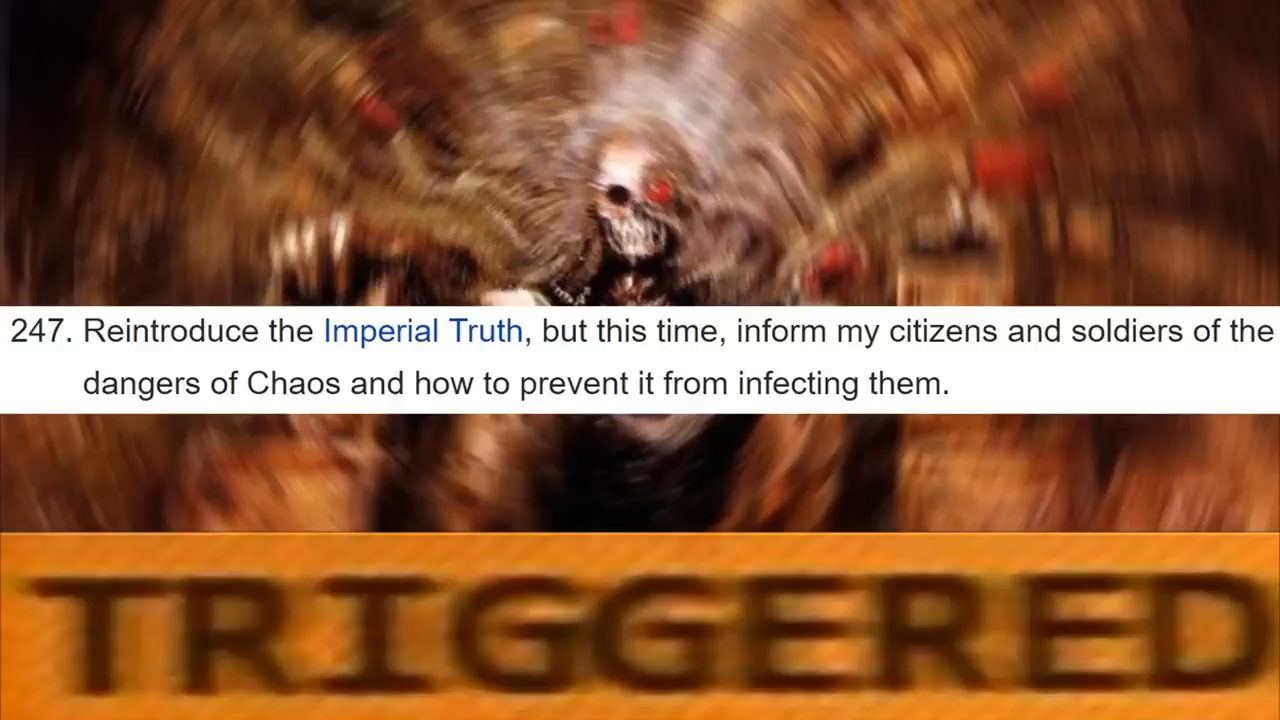 247. Reintroduce the Imperial Truth, but this time, inform my citizens and soldiers of the
dangers of Chaos and how to prevent it from infecting them.
TRIGGERED